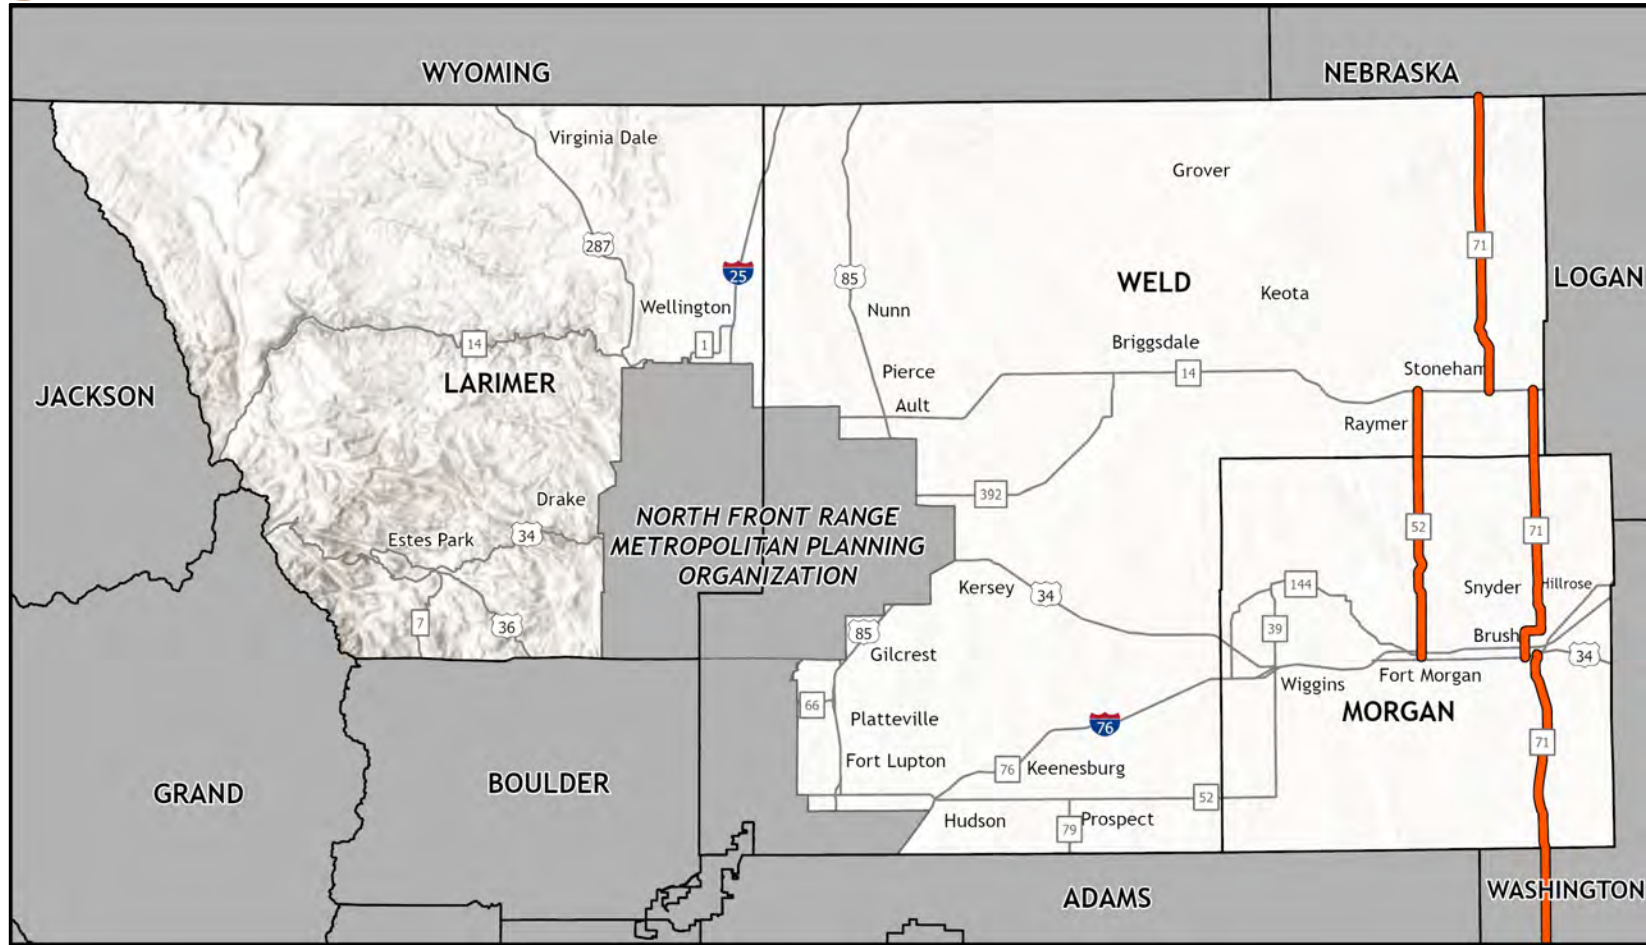 WYOMING
NEBRASKA
Virginia Dale
Grover
287
71
25
85
WELD
LOGAN
Keota
Wellington
Nunn
1
14
Briggsdale
Pierce
14
Stoneham
LARIMER
JACKSON
Ault
Raymer
392
Drake
NORTH FRONT RANGE
METROPOLITAN PLANNING
ORGANIZATION
52
71
34
Estes Park
144
Hillrose
Snyder
Kersey
34
7
36
85
39
Brush
Gilcrest
34
Fort Morgan
Wiggins
66
MORGAN
Platteville
76
71
Fort Lupton
76
Keenesburg
BOULDER
GRAND
52
Hudson
79
Prospect
WASHINGTON
ADAMS